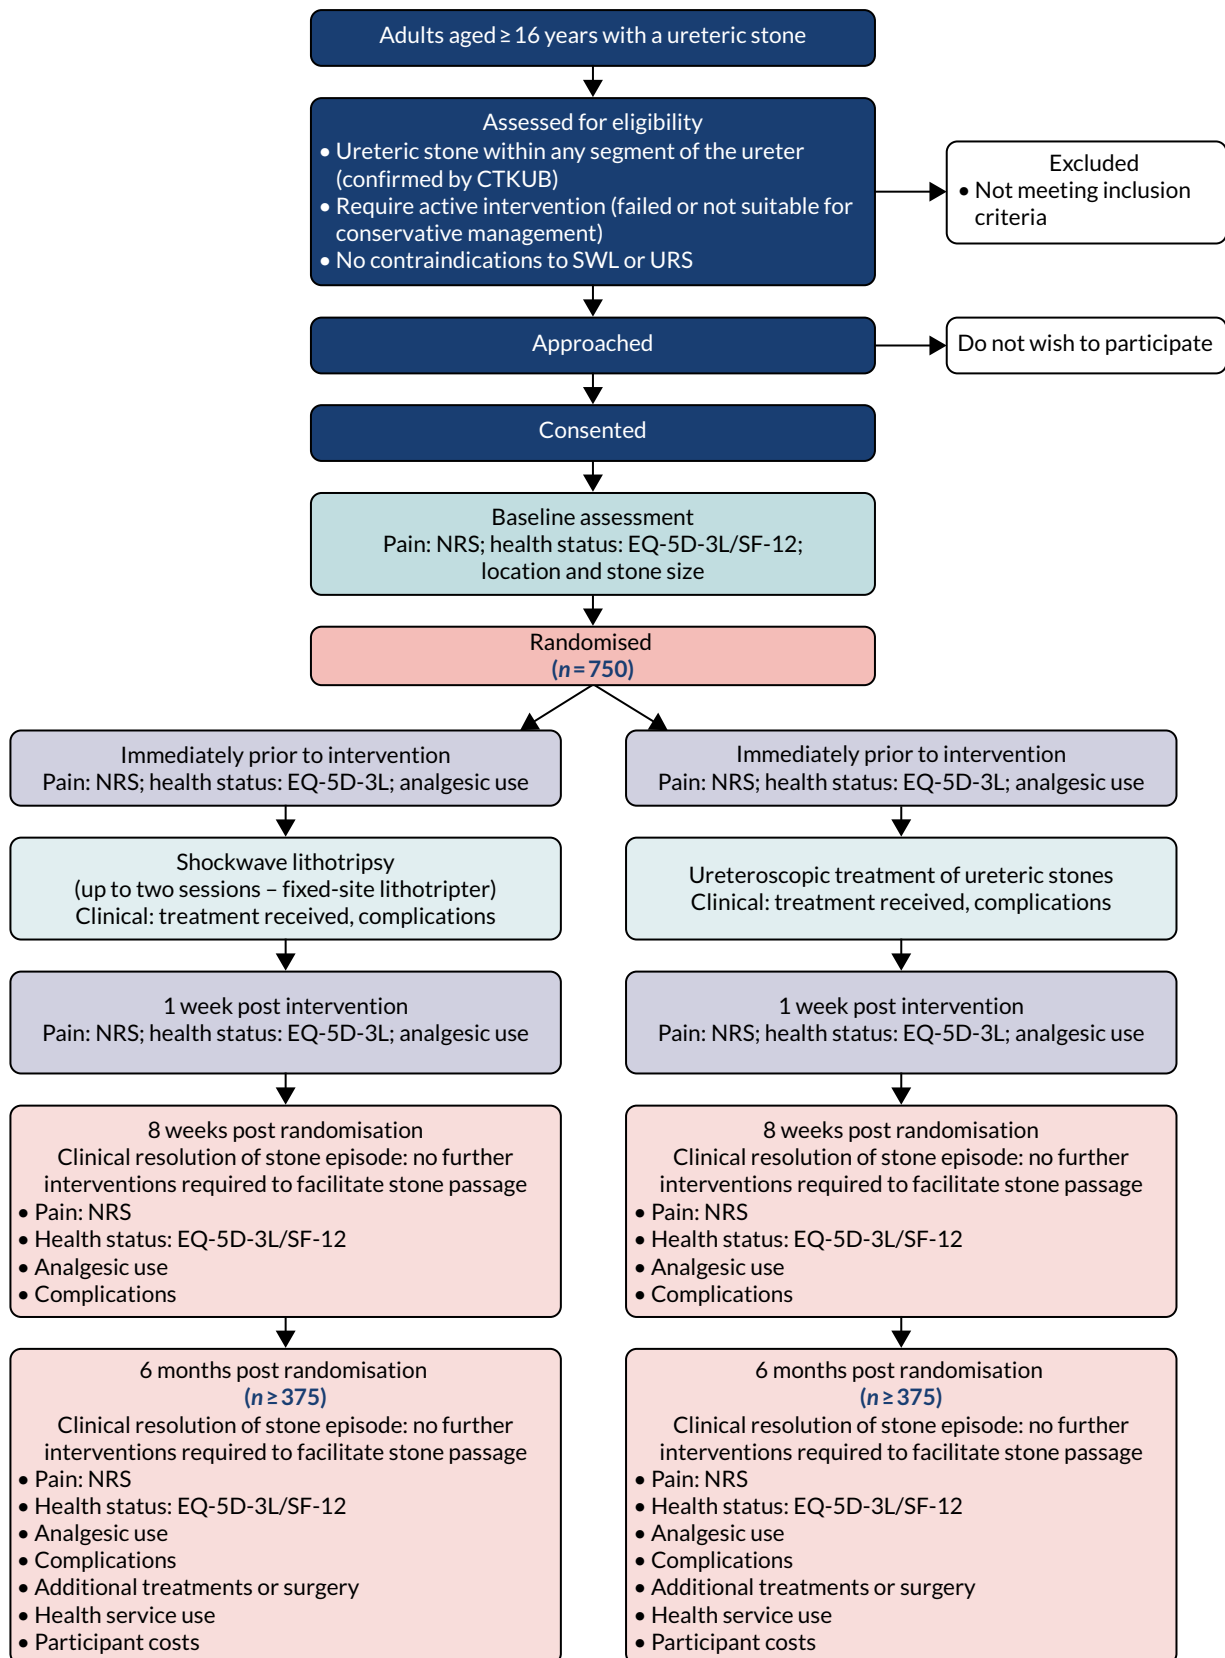 Adults aged ≥ 16 years with a ureteric stone
Assessed for eligibility
• Ureteric stone within any segment of the ureter
(confirmed by CTKUB)
• Require active intervention (failed or not suitable for
conservative management)
• No contraindications to SWL or URS
Excluded
• Not meeting inclusion
criteria
Approached
Do not wish to participate
Consented
Baseline assessment
Pain: NRS; health status: EQ-5D-3L/SF-12;
location and stone size
Randomised
(n = 750)
Immediately prior to intervention
Pain: NRS; health status: EQ-5D-3L; analgesic use
Shockwave lithotripsy
(up to two sessions – fixed-site lithotripter)
Clinical: treatment received, complications
1 week post intervention
Pain: NRS; health status: EQ-5D-3L; analgesic use
8 weeks post randomisation
Clinical resolution of stone episode: no further
interventions required to facilitate stone passage
• Pain: NRS
• Health status: EQ-5D-3L/SF-12
• Analgesic use
• Complications
6 months post randomisation
(n ≥ 375)
Clinical resolution of stone episode: no further
interventions required to facilitate stone passage
• Pain: NRS
• Health status: EQ-5D-3L/SF-12
• Analgesic use
• Complications
• Additional treatments or surgery
• Health service use
• Participant costs
Immediately prior to intervention
Pain: NRS; health status: EQ-5D-3L; analgesic use
Ureteroscopic treatment of ureteric stones
Clinical: treatment received, complications
1 week post intervention
Pain: NRS; health status: EQ-5D-3L; analgesic use
8 weeks post randomisation
Clinical resolution of stone episode: no further
interventions required to facilitate stone passage
• Pain: NRS
• Health status: EQ-5D-3L/SF-12
• Analgesic use
• Complications
6 months post randomisation
(n ≥ 375)
Clinical resolution of stone episode: no further
interventions required to facilitate stone passage
• Pain: NRS
• Health status: EQ-5D-3L/SF-12
• Analgesic use
• Complications
• Additional treatments or surgery
• Health service use
• Participant costs